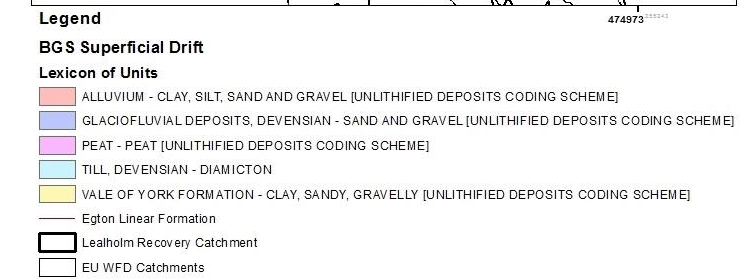 Legend
474973
BGS Superficial Drift
Lexicon of Units
ALLUVIUM - CLAY, SILT, SAND AND GRAVEL [UNLITHIFIED DEPOSITS CODING SCHEME]
GLACIOFLUVIAL DEPOSITS, DEVENSIAN - SAND AND GRAVEL [UNLITHIFIED DEPOSITS CODING SCHEME]
PEAT - PEAT [UNLITHIFIED DEPOSITS CODING SCHEME]
TILL, DEVENSIAN - DIAMICTON
VALE OF YORK FORMATION - CLAY, SANDY, GRAVELLY [UNLITHIFIED DEPOSITS CODING SCHEME]
Egton Linear Formation
Lealholm Recovery Catchment
EU WFD Catchments